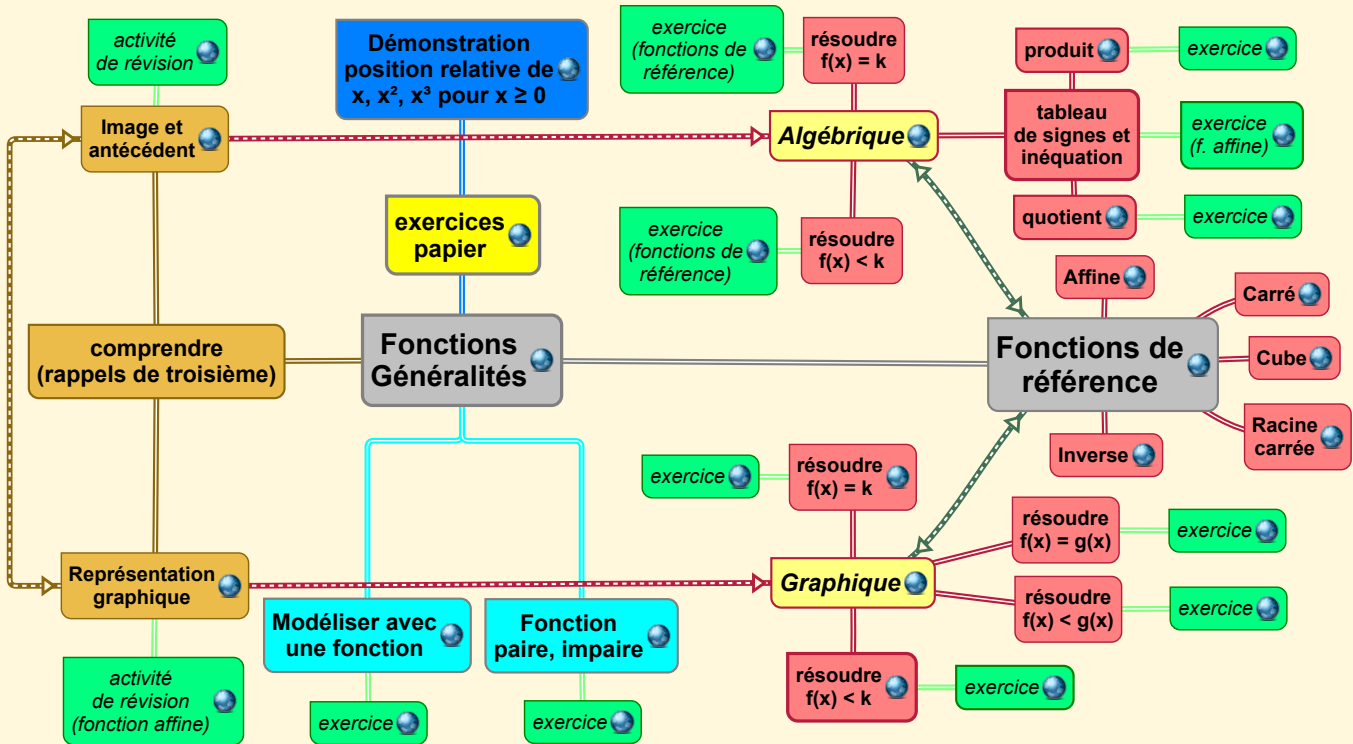 activité
de révision
Démonstration
position relative de
x, x², x³ pour x ≥ 0
exercice
(fonctions de
référence)
résoudre
f(x) = k
produit
exercice
Image et
antécédent
Algébrique
tableau
de signes et
inéquation
exercice
(f. affine)
exercices
papier
exercice
(fonctions de
référence)
résoudre
f(x) < k
quotient
exercice
comprendre
(rappels de troisième)
Fonctions
Généralités
Fonctions de
référence
Affine
Carré
Cube
Racine
carrée
Inverse
exercice
résoudre
f(x) = k
résoudre
f(x) = g(x)
exercice
Représentation
graphique
Graphique
résoudre
f(x) < g(x)
exercice
Modéliser avec
une fonction
Fonction
paire, impaire
résoudre
f(x) < k
exercice
activité
de révision
(fonction affine)
exercice
exercice